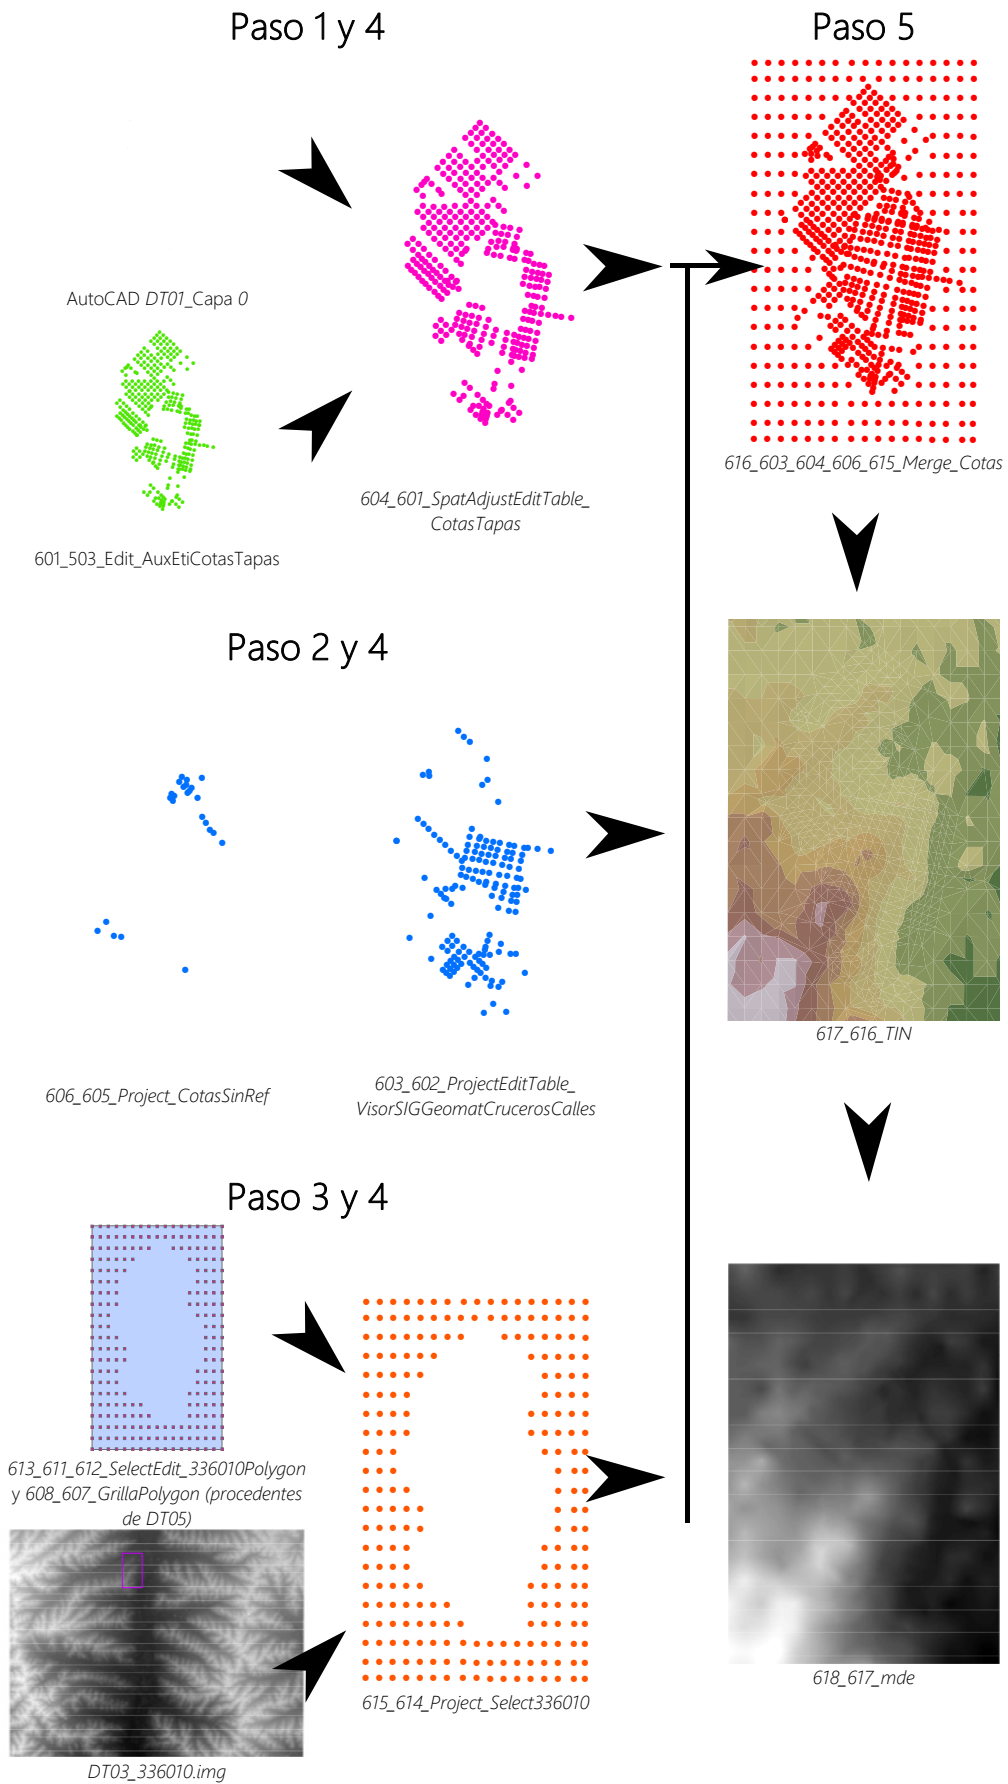 Paso 1 y 4
Paso 5
AutoCAD DT01_Capa 0
601_503_Edit_AuxEtiCotasTapas
604_601_SpatAdjustEditTable_
CotasTapas
616_603_604_606_615_Merge_Cotas
Paso 2 y 4
606_605_Project_CotasSinRef
603_602_ProjectEditTable_
VisorSIGGeomatCrucerosCalles
617_616_TIN
Paso 3 y 4
613_611_612_SelectEdit_336010Polygon
y 608_607_GrillaPolygon (procedentes
de DT05)
DT03_336010.img
615_614_Project_Select336010
618_617_mde